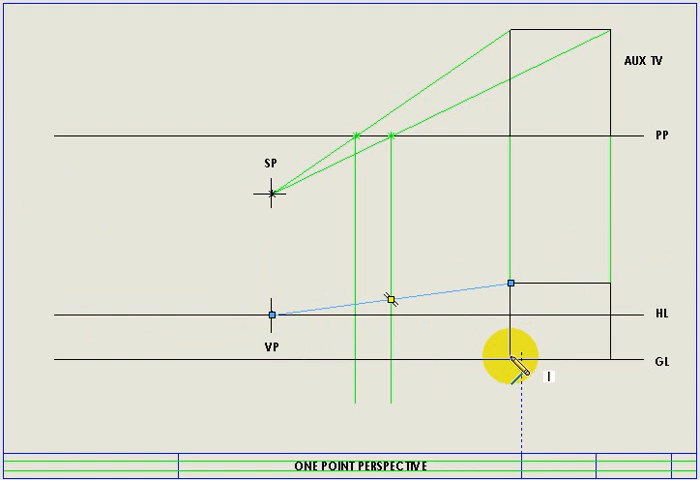 AUX TV
PP
SP
HL
VP
GL
ONE POINT PERSPECTIVE